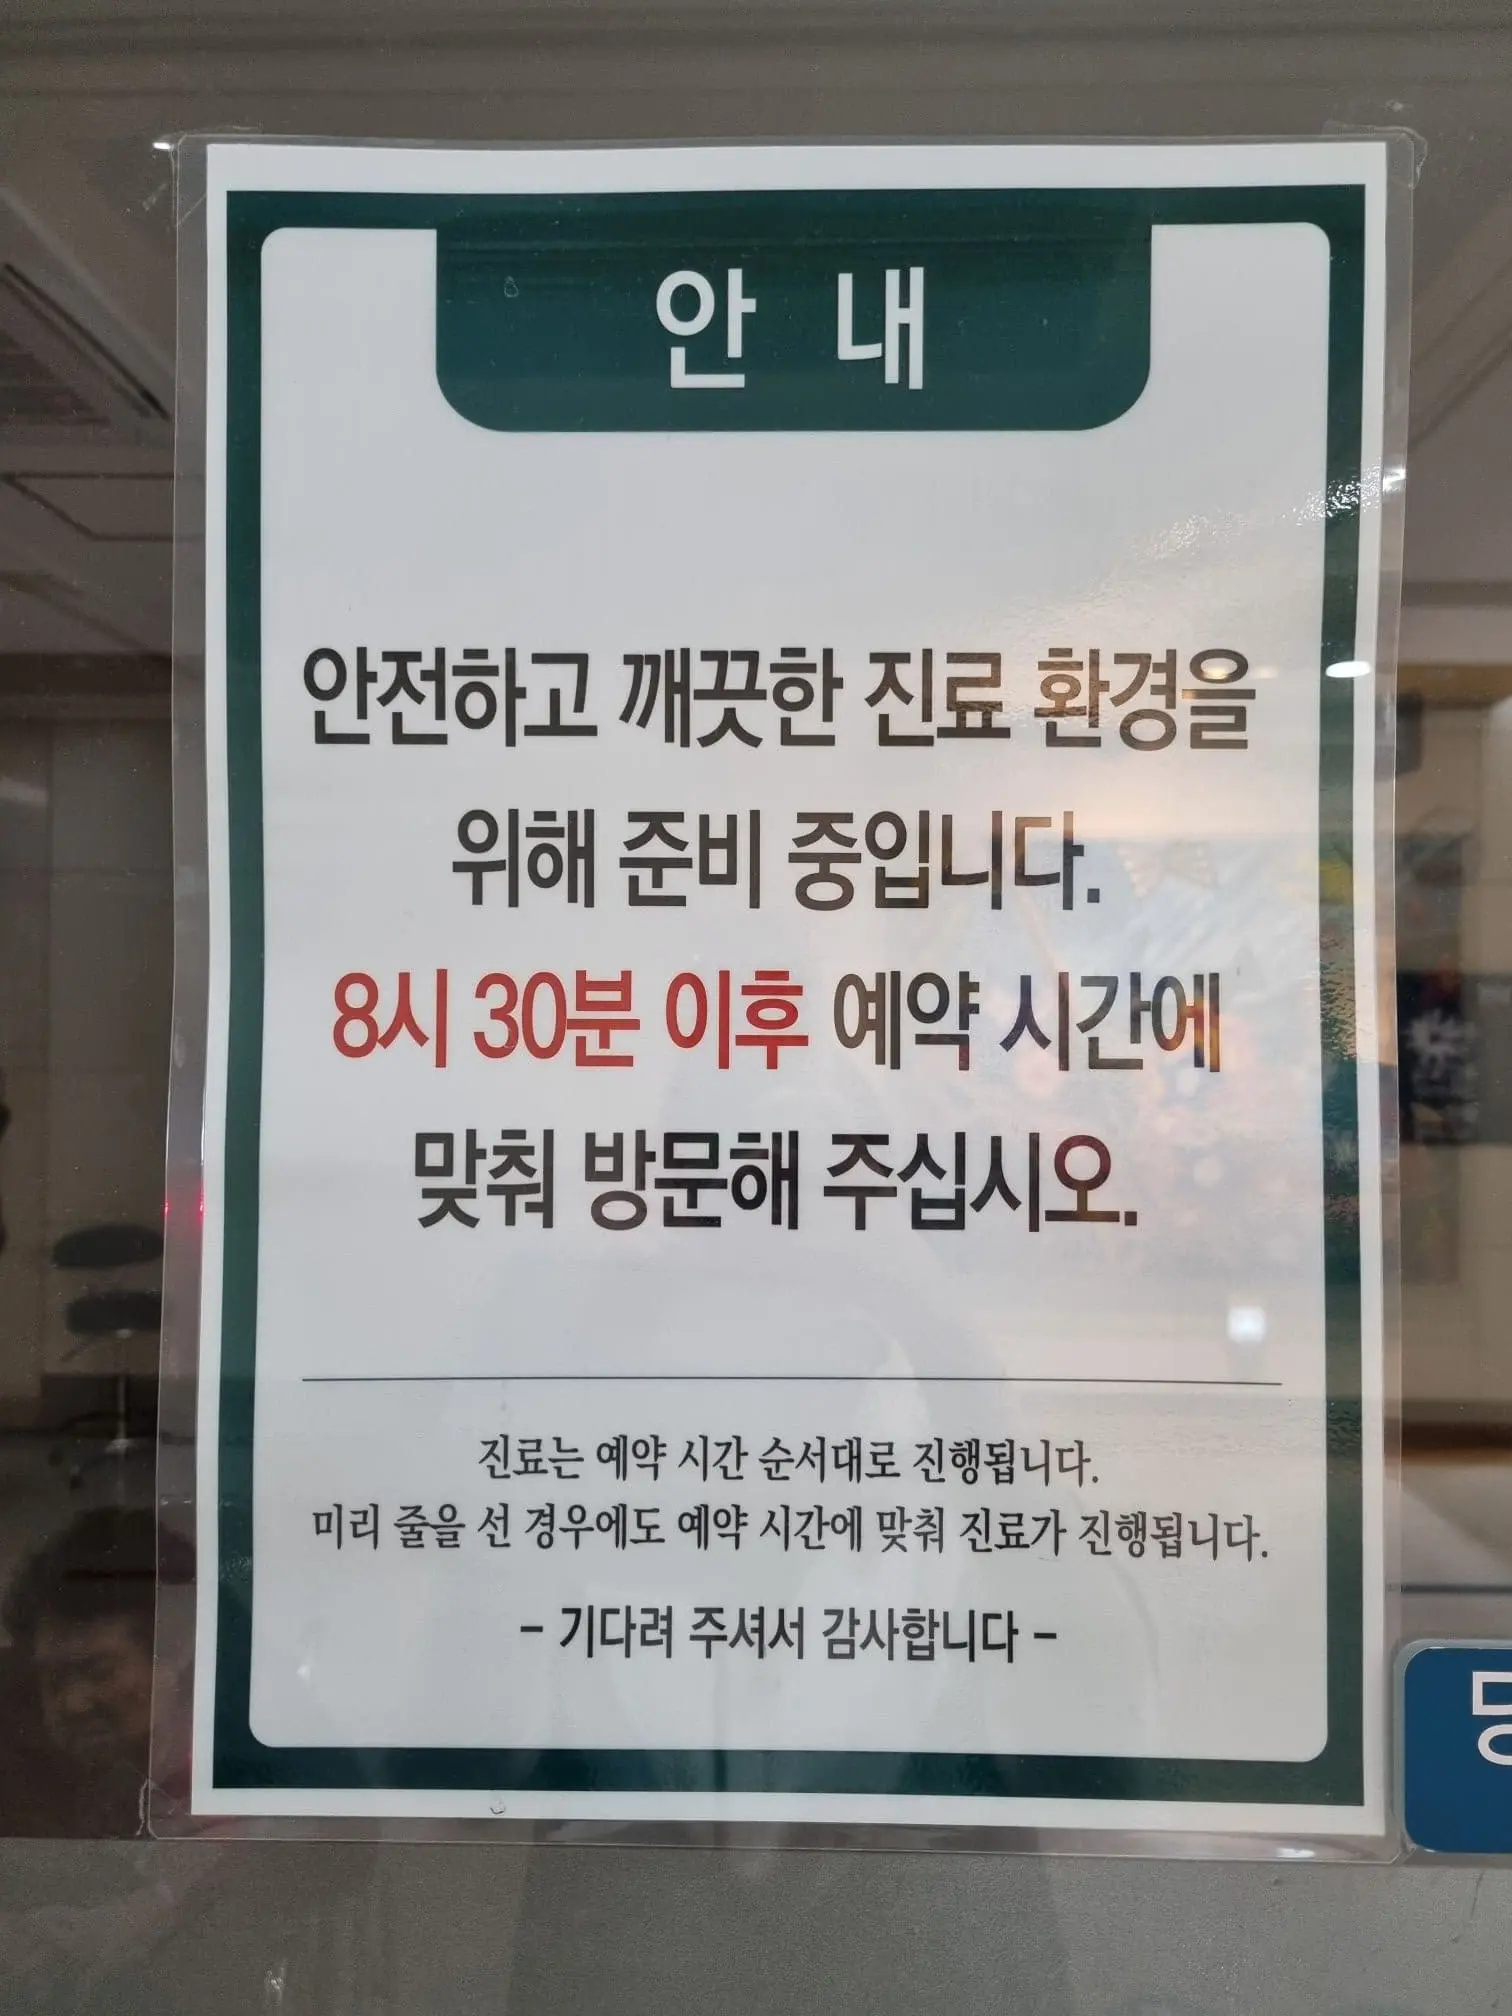 안 내
안전하고 깨끗한 진료 환경을
위해 준비 중입니다.
8시 30분 이후 예약 시간에
맞춰 방문해 주십시오.
진료는 예약 시간 순서대로 진행됩니다.
미리 줄을 선 경우에도 예약 시간에 맞춰 진료가 진행됩니다.
- 기다려 주셔서 감사합니다 -